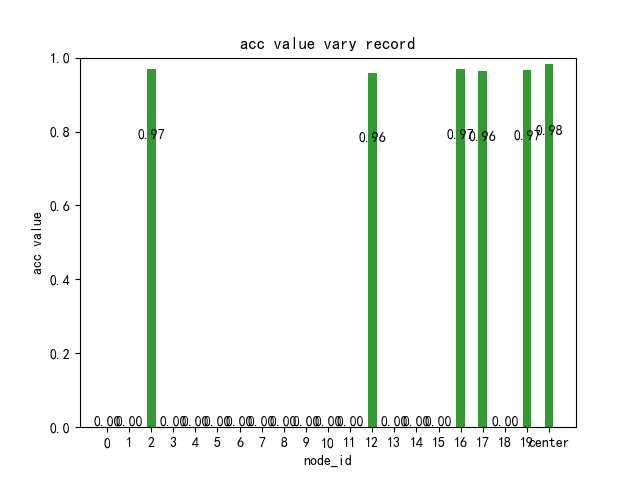 acc value vary record
1.0
0.8
0.6
0.4
0.2
0.0
acc value
0.97 0.96 0.97 0.96 0.97 0.98
0.00 0.00 0.00 0.00 0.00 0.00 0.00 0.00 0.00 0.00 0.00 0.00 0.00 0.00 0.00
0 1 2 3 4 5 6 7 8 9 10 11 12 13 14 15 16 17 18 19 center
node_id